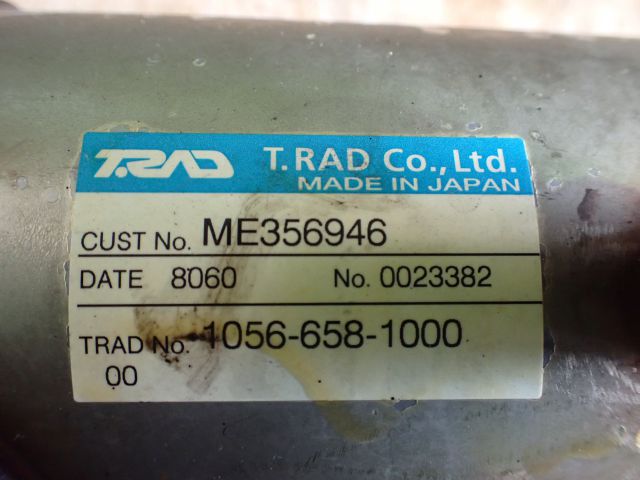 T.RAD T.RAD Co.,Ltd.
MADE IN JAPAN
CUST No. ME356946
DATE 8060 No. 0023382
TRAD No. 1056-658-1000
00